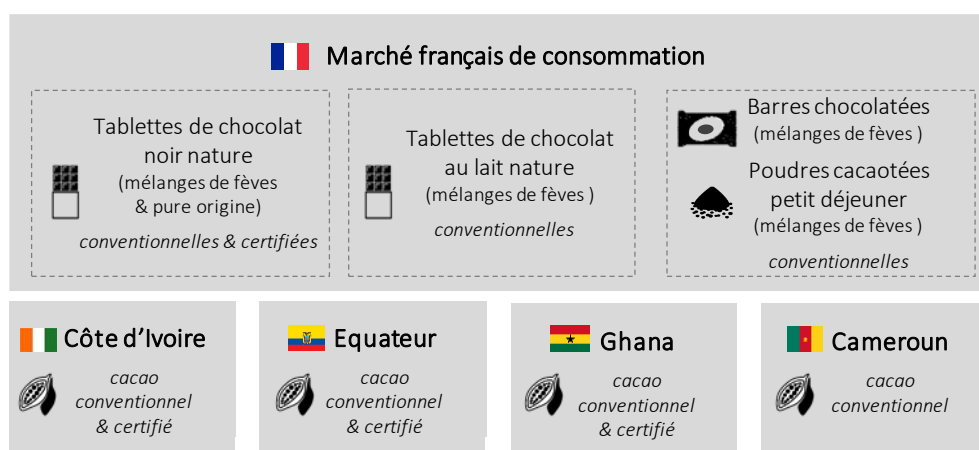 Marché français de consommation
Tablettes de chocolat
noir nature
(mélanges de fèves
& pure origine)
conventionnelles & certifiées
Tablettes de chocolat
au lait nature
(mélanges de fèves )
conventionnelles
Barres chocolatées
(mélanges de fèves )
Poudres cacaotées
petit déjeuner
(mélanges de fèves )
conventionnelles
Côte d'Ivoire
cacao
conventionnel
& certifié
Equateur
cacao
conventionnel
& certifié
Ghana
cacao
conventionnel
& certifié
Cameroun
cacao
conventionnel